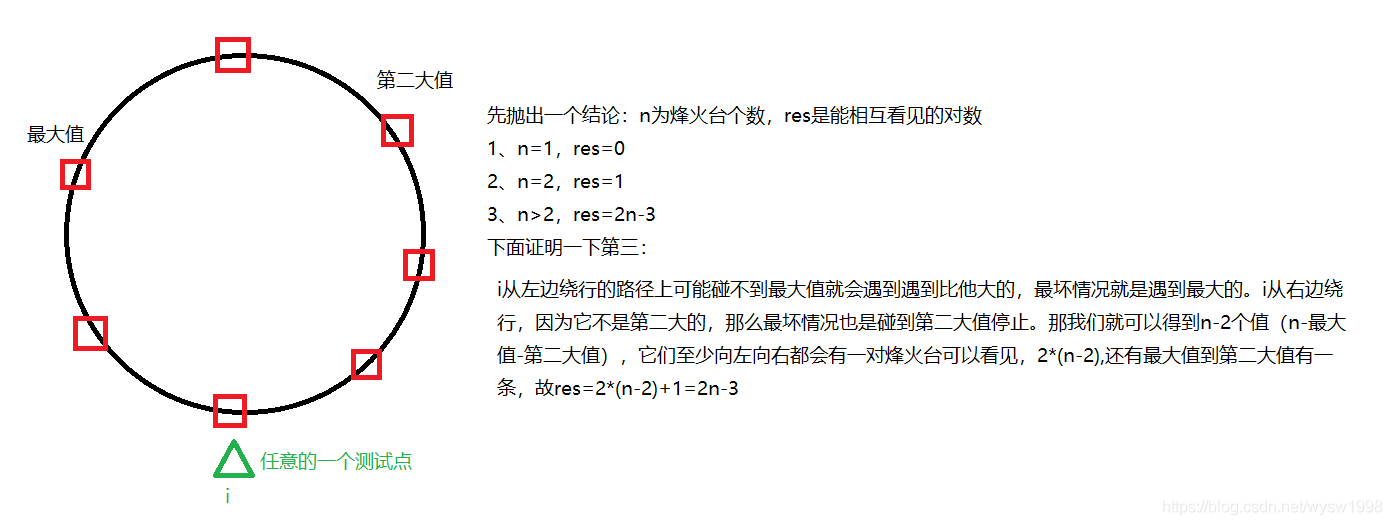 第二大值
最大值
先抛出一个结论：n为烽火台个数，res是能相互看见的对数
1、n=1，res=0
2、n=2，res=1
3、n>2，res=2n-3
下面证明一下第三：
i从左边绕行的路径上可能碰不到最大值就会遇到遇到比他大的，最坏情况就是遇到最大的。i从右边绕
行，因为它不是第二大的，那么最坏情况也是碰到第二大值停止。那我们就可以得到n-2个值（n-最大
值-第二大值），它们至少向左向右都会有一对烽火台可以看见，2*(n-2),还有最大值到第二大值有一
条，故res=2*(n-2)+1=2n-3
任意的一个测试点
i
https://blog.csdn.net/wysw1998